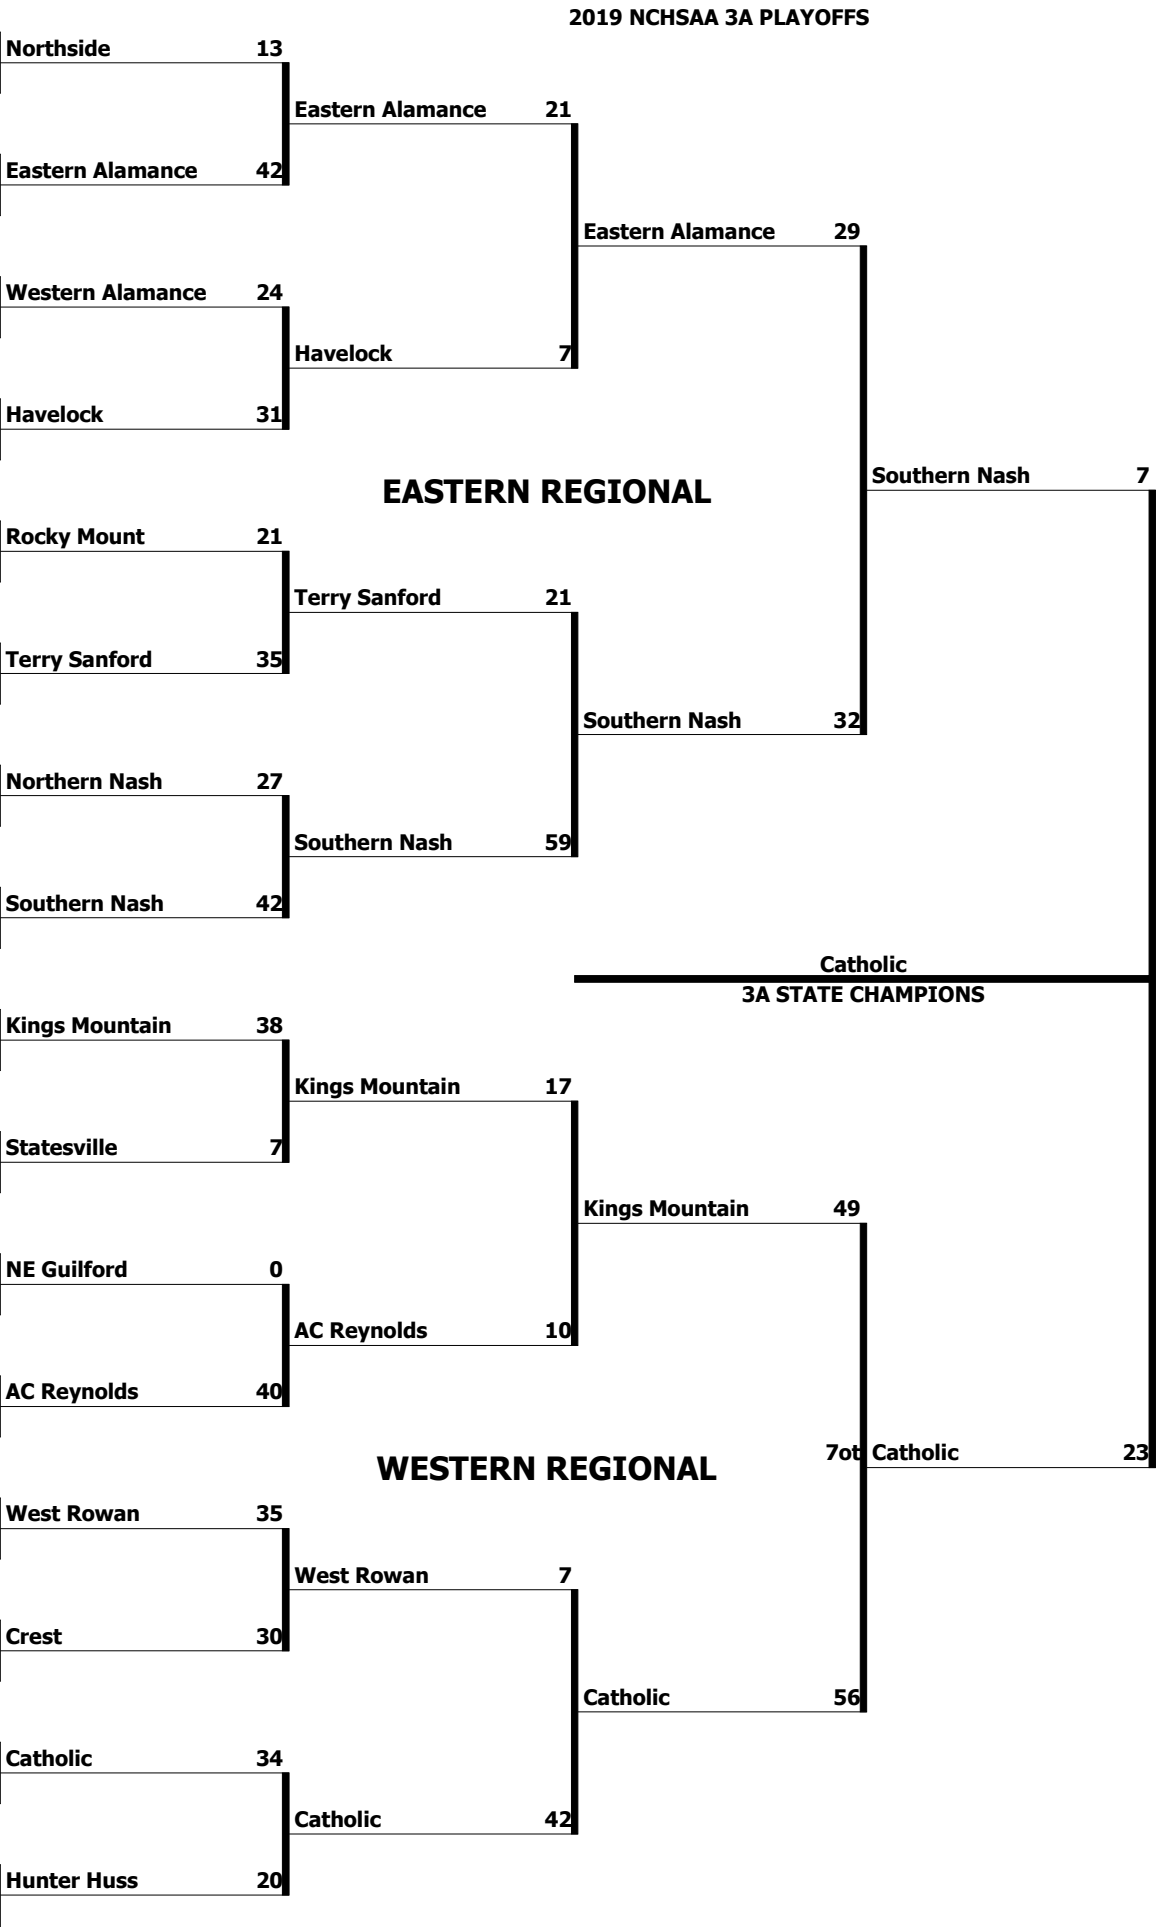 2019 NCHSAA 3A PLAYOFFS
Northside 13
Eastern Alamance 21
Eastern Alamance 42
Eastern Alamance 29
Western Alamance 24
Havelock 7
Havelock 31
Southern Nash 7
EASTERN REGIONAL
Rocky Mount 21
Terry Sanford 21
Terry Sanford 35
Southern Nash 32
Northern Nash 27
Southern Nash 59
Southern Nash 42
Catholic
3A STATE CHAMPIONS
Kings Mountain 38
Kings Mountain 17
Statesville 7
Kings Mountain 49
NE Guilford 0
AC Reynolds 10
AC Reynolds 40
7ot Catholic 23
WESTERN REGIONAL
West Rowan 35
West Rowan 7
Crest 30
Catholic 56
Catholic 34
Catholic 42
Hunter Huss 20